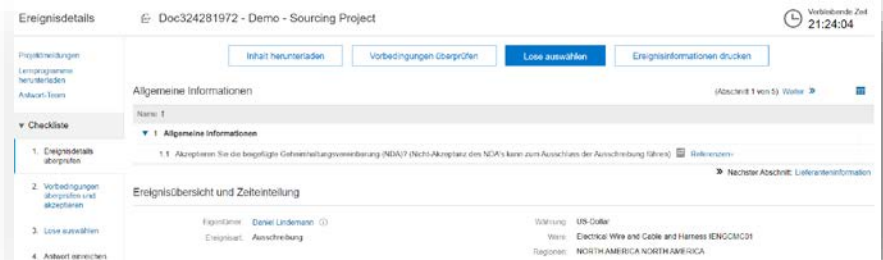 Ereignisdetails
Doc324281972 - Demo - Sourcing Project
Verbleibende Zeit
21:24:04
Projektmeldungen
Lernprogramme
herunterladen
Antwort-Team
Inhalt herunterladen
Vorbedingungen überprüfen
Lose auswählen
Ereignisinformationen drucken
Allgemeine Informationen
(Abschnitt 1 von 5) Weiter »
Name ↑
▼ Checkliste
▼ 1 Allgemeine Informationen
1. Ereignisdetails
überprüfen
1.1 Akzeptieren Sie die beigefügte Geheimhaltungsvereinbarung (NDA)? (Nicht-Akzeptanz des NDA's kann zum Ausschluss der Ausschreibung führen) Referenzen
» Nächster Abschnitt: Lieferanteninformation
2. Vorbedingungen
überprüfen und
akzeptieren
Ereignisübersicht und Zeiteinteilung
3. Lose auswählen
Eigentümer: Daniel Lindemann
Währung: US-Dollar
Ereignisart: Ausschreibung
Ware: Electrical Wire and Cable and Harness IENGCMC01
4. Antwort einreichen
Regionen: NORTH AMERICA NORTH AMERICA